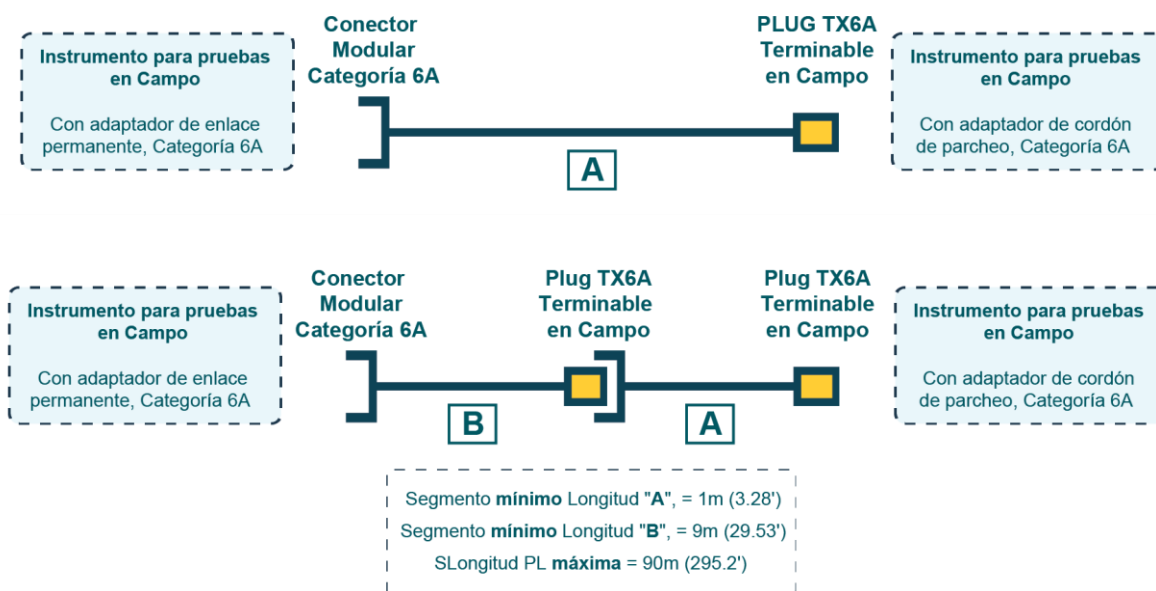 Instrumento para pruebas
en Campo
Con adaptador de enlace
permanente, Categoría 6A
Conector
Modular
Categoría 6A
A
PLUG TX6A
Terminable
en Campo
Instrumento para pruebas
en Campo
Con adaptador de cordón
de parcheo, Categoría 6A
Instrumento para pruebas
en Campo
Con adaptador de enlace
permanente, Categoría 6A
Conector
Modular
Categoría 6A
B
Plug TX6A
Terminable
en Campo
A
Plug TX6A
Terminable
en Campo
Instrumento para pruebas
en Campo
Con adaptador de cordón
de parcheo, Categoría 6A
Segmento mínimo Longitud "A", = 1m (3.28')
Segmento mínimo Longitud "B", = 9m (29.53')
SLongitud PL máxima = 90m (295.2')